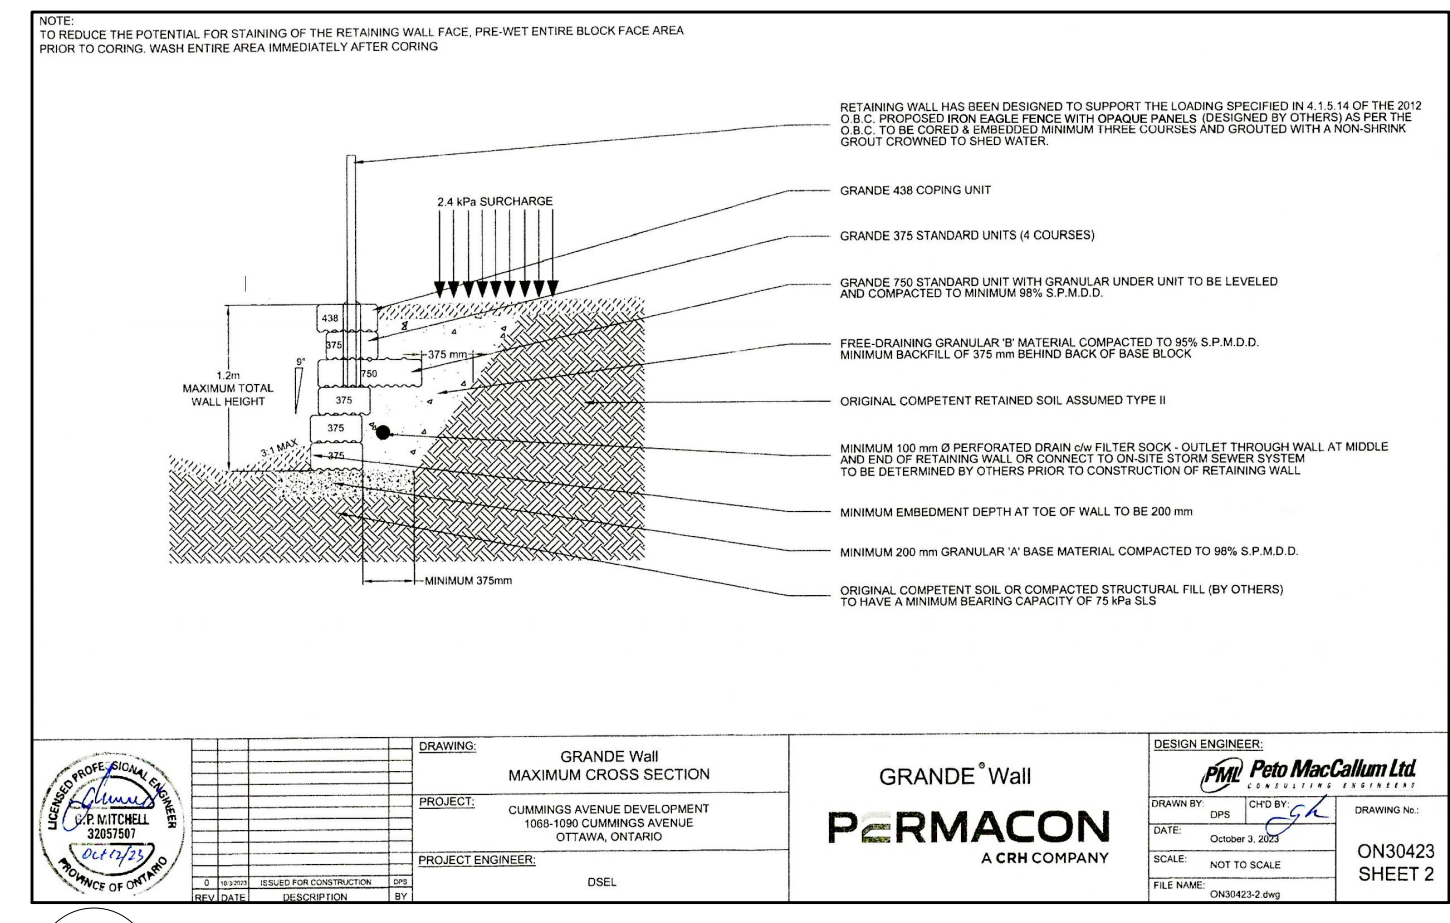 NOTE:
TO REDUCE THE POTENTIAL FOR STAINING OF THE RETAINING WALL FACE, PRE-WET ENTIRE BLOCK FACE AREA
PRIOR TO CORING. WASH ENTIRE AREA IMMEDIATELY AFTER CORING
RETAINING WALL HAS BEEN DESIGNED TO SUPPORT THE LOADING SPECIFIED IN 4.1.5.14 OF THE 2012
O.B.C. PROPOSED IRON EAGLE FENCE WITH OPAQUE PANELS (DESIGNED BY OTHERS) AS PER THE
O.B.C. TO BE CORED & EMBEDDED MINIMUM THREE COURSES AND GROUTED WITH A NON-SHRINK
GROUT CROWNED TO SHED WATER.
GRANDE 438 COPING UNIT
2.4 kPa SURCHARGE
GRANDE 375 STANDARD UNITS (4 COURSES)
GRANDE 750 STANDARD UNIT WITH GRANULAR UNDER UNIT TO BE LEVELED
AND COMPACTED TO MINIMUM 98% S.P.M.D.D.
438
375
375 mm
750
9°
1.2m
MAXIMUM TOTAL
WALL HEIGHT
375
375
3:1 MAX
375
FREE-DRAINING GRANULAR 'B' MATERIAL COMPACTED TO 95% S.P.M.D.D.
MINIMUM BACKFILL OF 375 mm BEHIND BACK OF BASE BLOCK
ORIGINAL COMPETENT RETAINED SOIL ASSUMED TYPE II
MINIMUM 100 mm Ø PERFORATED DRAIN c/w FILTER SOCK - OUTLET THROUGH WALL AT MIDDLE
AND END OF RETAINING WALL OR CONNECT TO ON-SITE STORM SEWER SYSTEM
TO BE DETERMINED BY OTHERS PRIOR TO CONSTRUCTION OF RETAINING WALL
MINIMUM EMBEDMENT DEPTH AT TOE OF WALL TO BE 200 mm
MINIMUM 200 mm GRANULAR 'A' BASE MATERIAL COMPACTED TO 98% S.P.M.D.D.
MINIMUM 375mm
ORIGINAL COMPETENT SOIL OR COMPACTED STRUCTURAL FILL (BY OTHERS)
TO HAVE A MINIMUM BEARING CAPACITY OF 75 kPa SLS
LICENSED PROFESSIONAL ENGINEER
C.P. MITCHELL
32057507
Oct 12/23
PROVINCE OF ONTARIO
0 10/3/2023 ISSUED FOR CONSTRUCTION DPS
REV DATE DESCRIPTION BY
DRAWING:
GRANDE Wall
MAXIMUM CROSS SECTION
PROJECT:
CUMMINGS AVENUE DEVELOPMENT
1068-1090 CUMMINGS AVENUE
OTTAWA, ONTARIO
PROJECT ENGINEER:
DSEL
GRANDE® Wall
PERMACON
A CRH COMPANY
DESIGN ENGINEER:
PML Peto MacCallum Ltd.
CONSULTING ENGINEERS
DRAWN BY:
DPS
CH'D BY:
DATE:
October 3, 2023
SCALE:
NOT TO SCALE
FILE NAME:
ON30423-2.dwg
DRAWING No.:
ON30423
SHEET 2